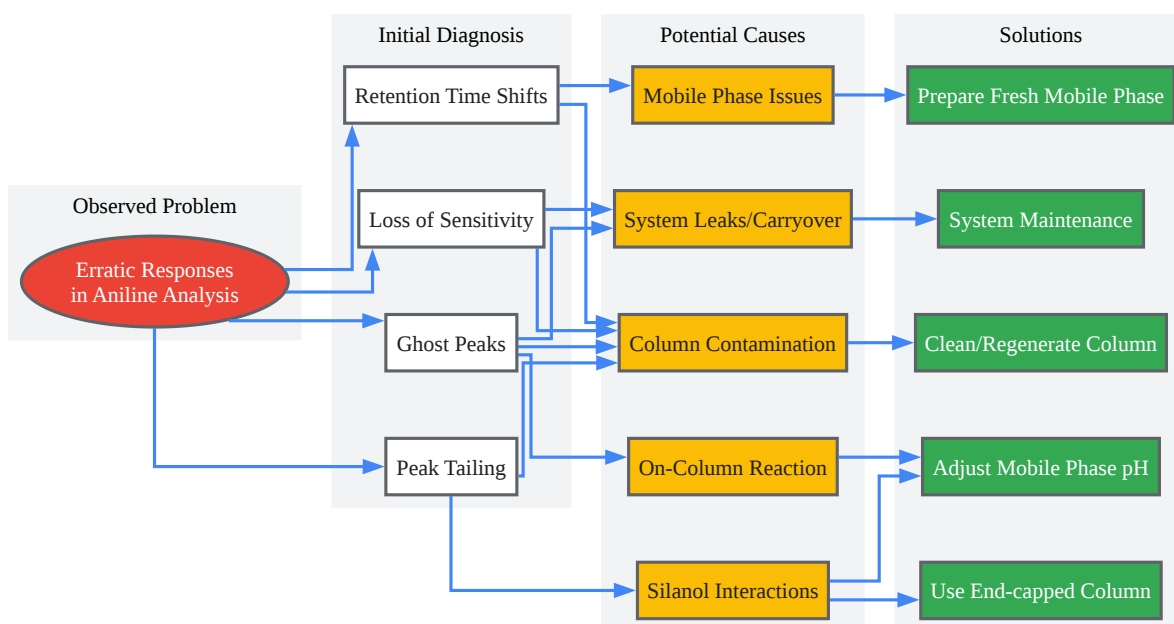 Observed Problem
Erratic Responses
in Aniline Analysis
Initial Diagnosis
Retention Time Shifts
Loss of Sensitivity
Ghost Peaks
Peak Tailing
Potential Causes
Mobile Phase Issues
System Leaks/Carryover
Column Contamination
On-Column Reaction
Silanol Interactions
Solutions
Prepare Fresh Mobile Phase
System Maintenance
Clean/Regenerate Column
Adjust Mobile Phase pH
Use End-capped Column